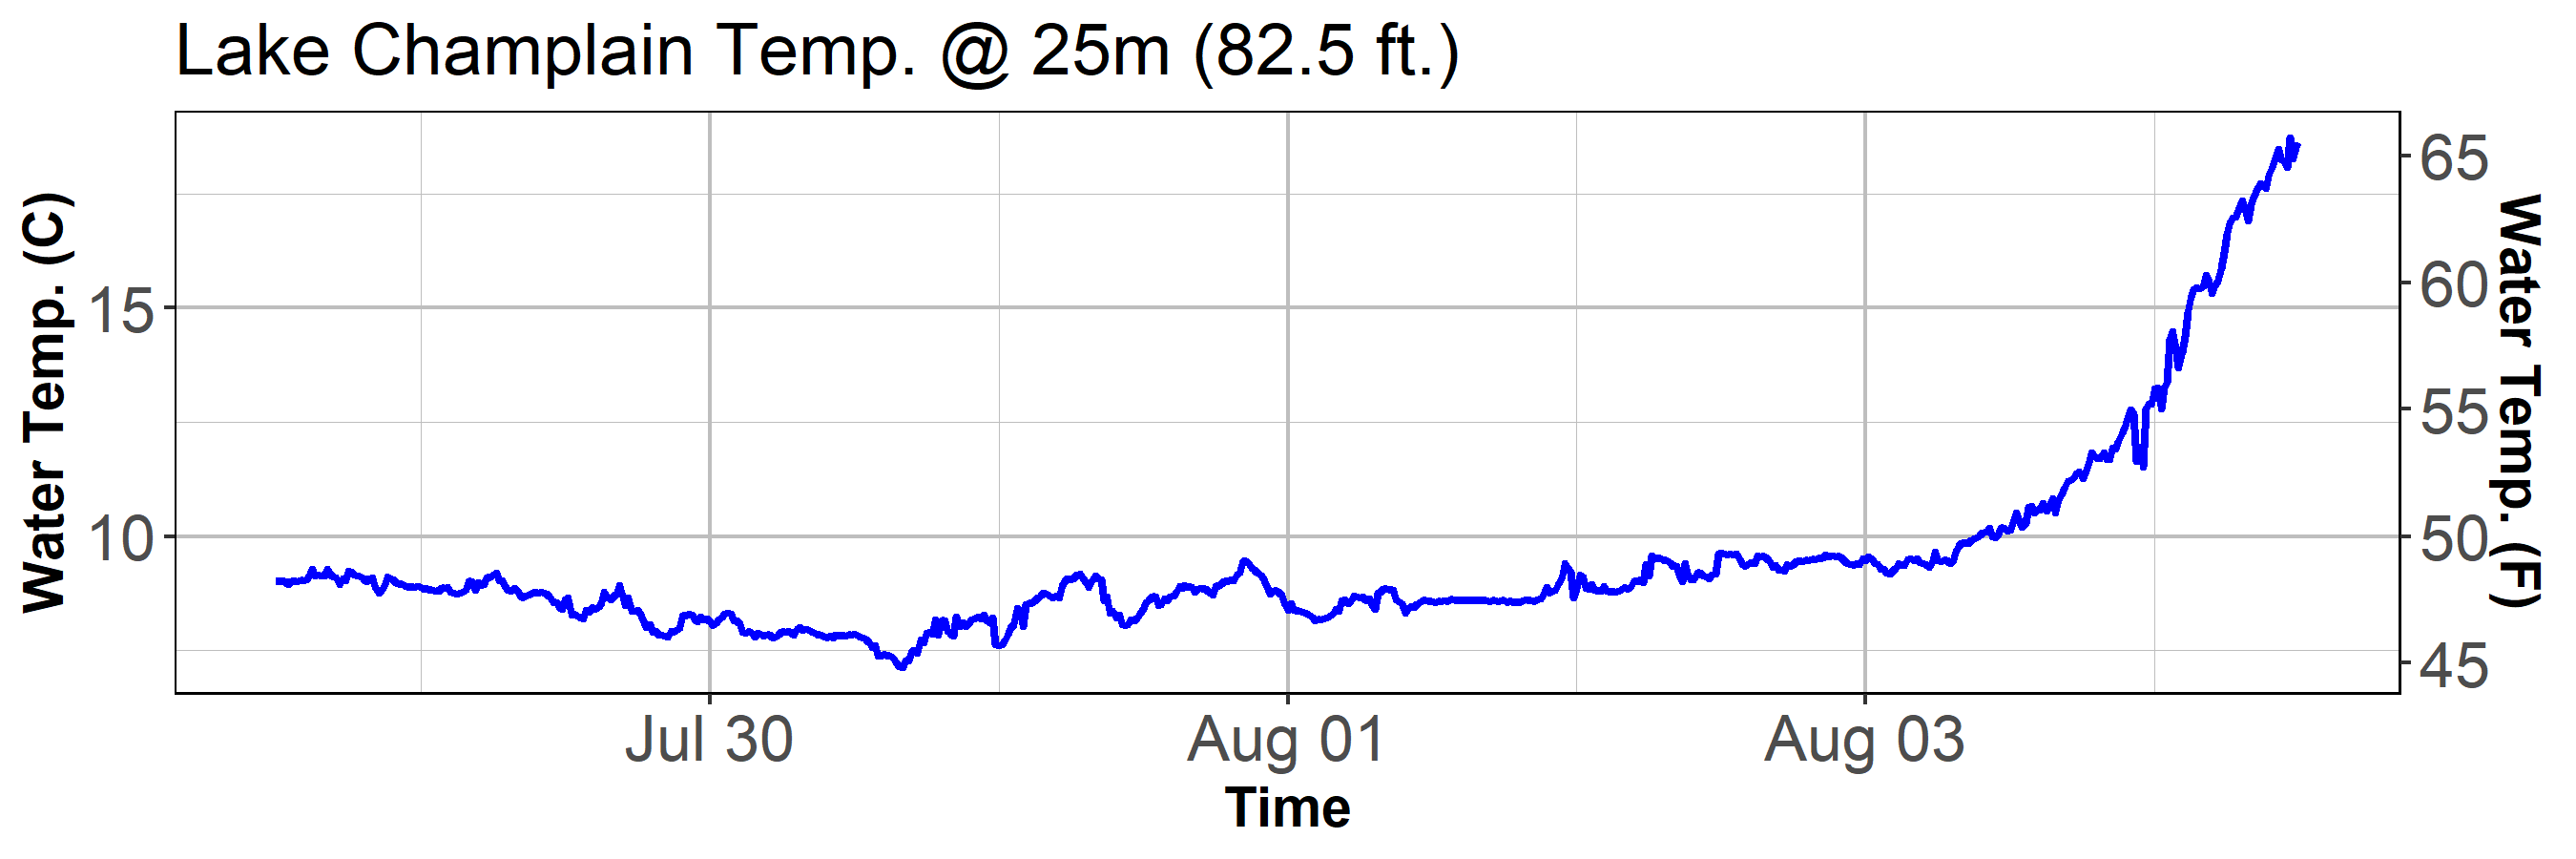 Lake Champlain Temp. @ 25m (82.5 ft.)
Water Temp. (C)
15
10
65
60
55
50
45
Water Temp. (F)
Jul 30
Aug 01
Aug 03
Time